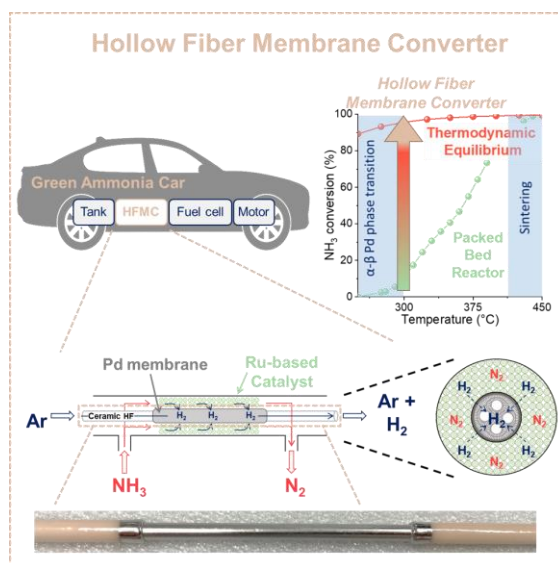 Hollow Fiber Membrane Converter
Green Ammonia Car
Tank
HFMC
Fuel cell
Motor
Hollow Fiber
Membrane Converter
Thermodynamic
Equilibrium
Packed
Bed
Reactor
α-β Pd phase transition
Sintering
NH₃ conversion (%)
100
80
60
40
20
0
300
375
450
Temperature (°C)
Pd membrane
Ru-based
Catalyst
Ar
Ceramic HF
H₂
H₂
H₂
Ar +
H₂
NH₃
N₂
N₂
H₂
H₂
N₂
H₂
N₂
H₂
H₂
N₂